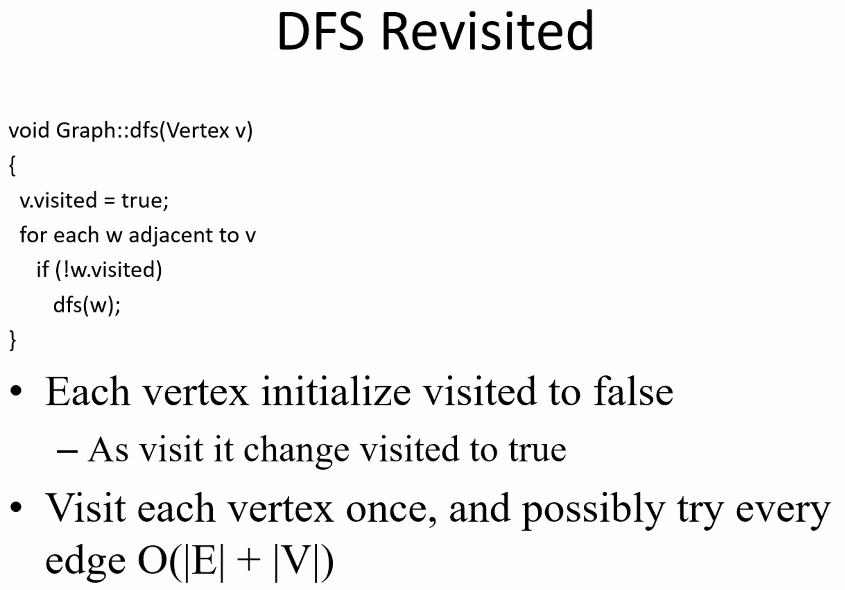 DFS Revisited
void Graph::dfs(Vertex v)
{
v.visited = true;
for each w adjacent to v
if (!w.visited)
dfs(w);
}
• Each vertex initialize visited to false
– As visit it change visited to true
• Visit each vertex once, and possibly try every
edge O(|E| + |V|)